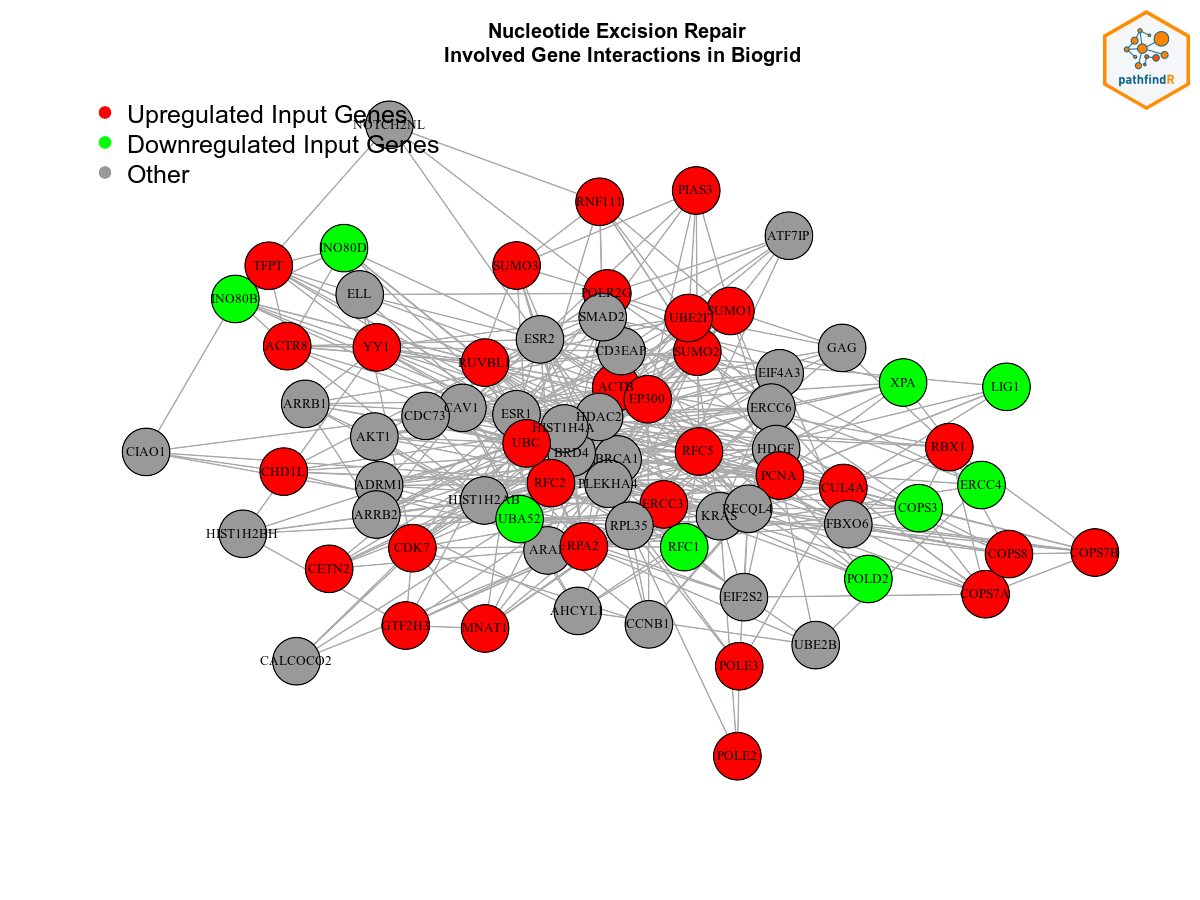 Nucleotide Excision Repair
Involved Gene Interactions in Biogrid
pathfindR
Upregulated Input Genes
NOTCH2NL
Downregulated Input Genes
Other
PIAS3
RNF111
ATF7IP
INO80D
TFPT
SUMO3
ELL
POLR2G
INO80B
SUMO1
SMAD2
ESR2
ACTR8
YY1
GAG
CD3EAP
SUMO2
RUVBL1
EIF4A3
XPA
LIG1
ACTB
EP300
ARRB1
CAV1
ERCC6
CDC73
ESR1
HDAC2
HIST1H4A
AKT1
UBC
RBX1
HDGF
CIAO1
RFC5
BRD4
BRCA1
CHD1L
PCNA
ADRM1
RFC2
PLEKHA4
ERCC4
CUL4A
HIST1H2AB
ERCC3
COPS3
RECQL4
ARRB2
KRAS
UBA52
RPL35
FBXO6
HIST1H2BH
CDK7
RPA2
RFC1
COPS8
COPS7B
CETN2
POLD2
COPS7A
EIF2S2
AHCYL1
CCNB1
GTF2H3
MNAT1
UBE2B
CALCOCO2
POLE3
POLE2